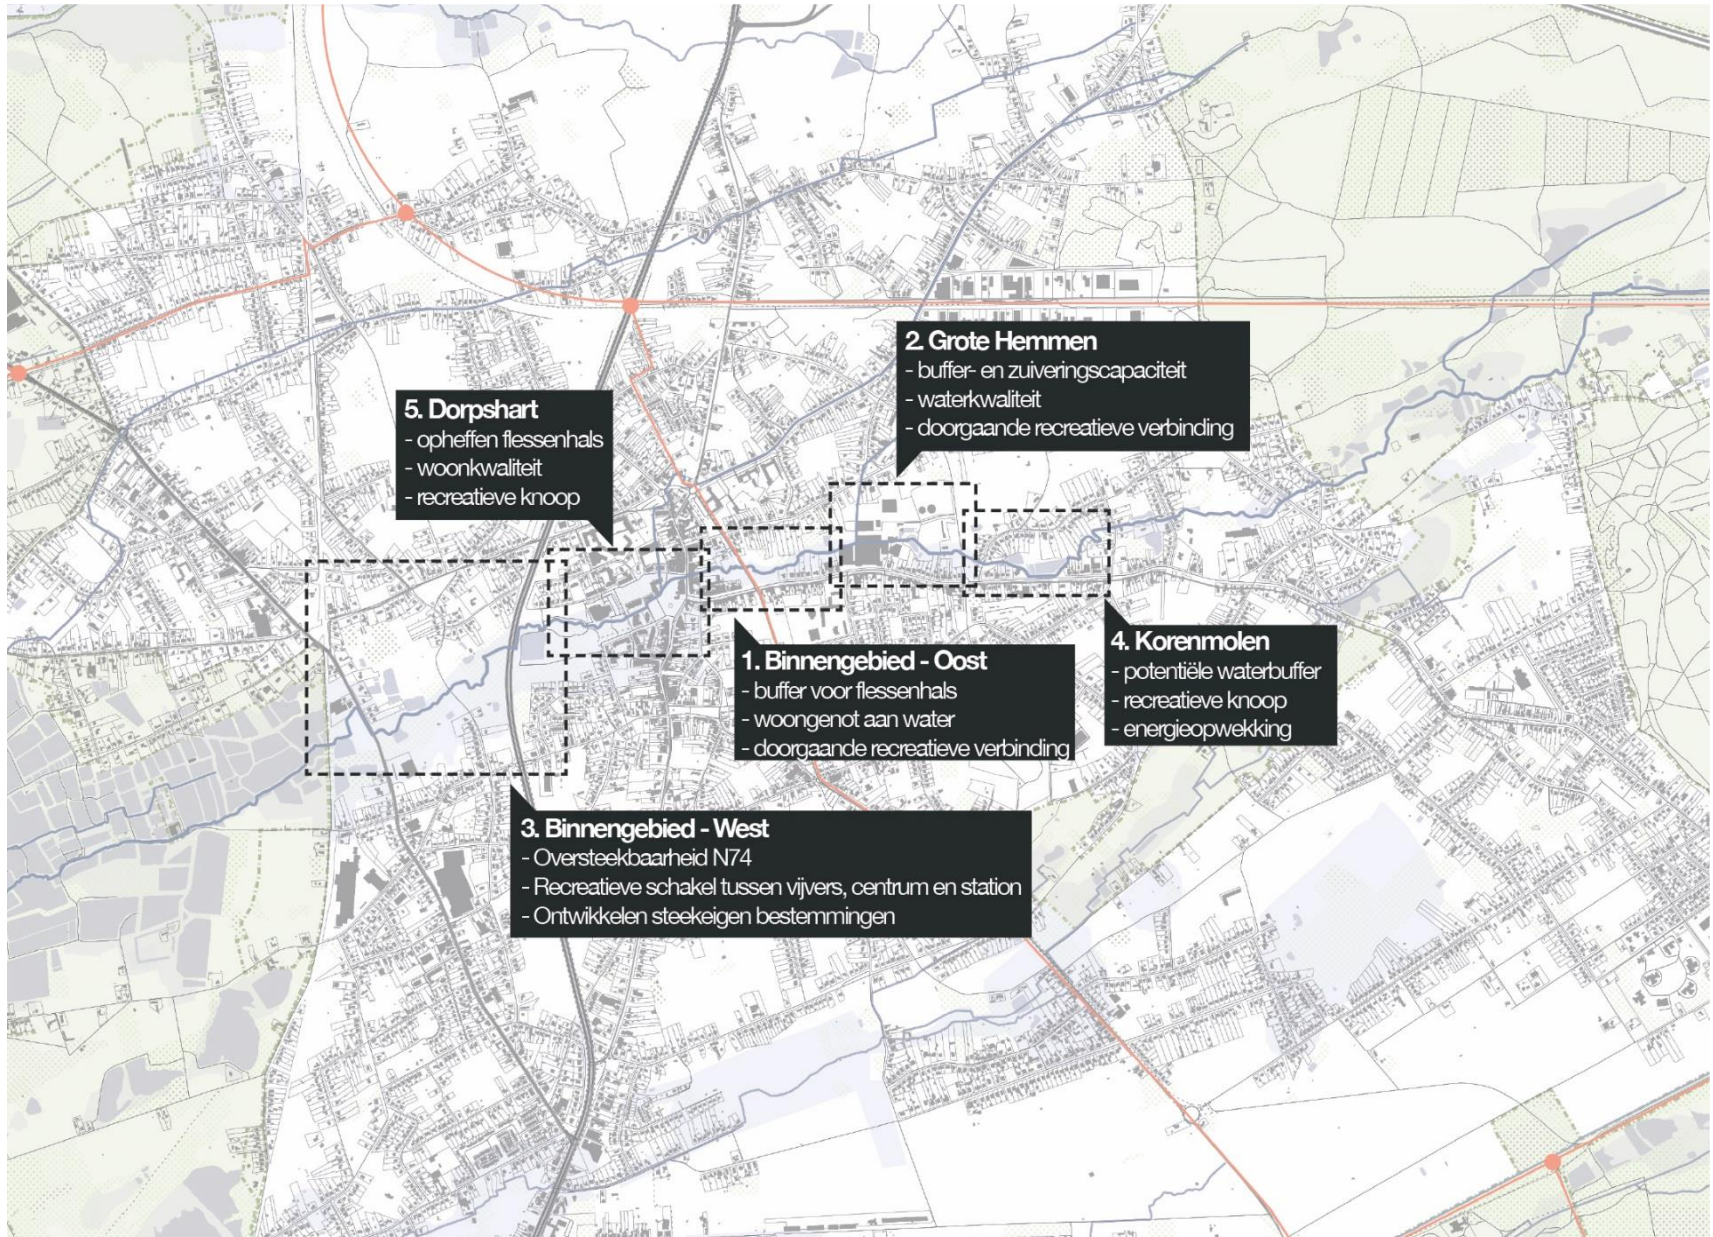 2. Grote Hemmen
- buffer- en zuiveringscapaciteit
- waterkwaliteit
- doorgaande recreatieve verbinding
5. Dorpshart
- opheffen flessenhals
- woonkwaliteit
- recreatieve knoop
1. Binnengebied - Oost
- buffer voor flessenhals
- woongenot aan water
- doorgaande recreatieve verbinding
4. Korenmolen
- potentiële waterbuffer
- recreatieve knoop
- energieopwekking
3. Binnengebied - West
- Oversteekbaarheid N74
- Recreatieve schakel tussen vijvers, centrum en station
- Ontwikkelen steekeigen bestemmingen